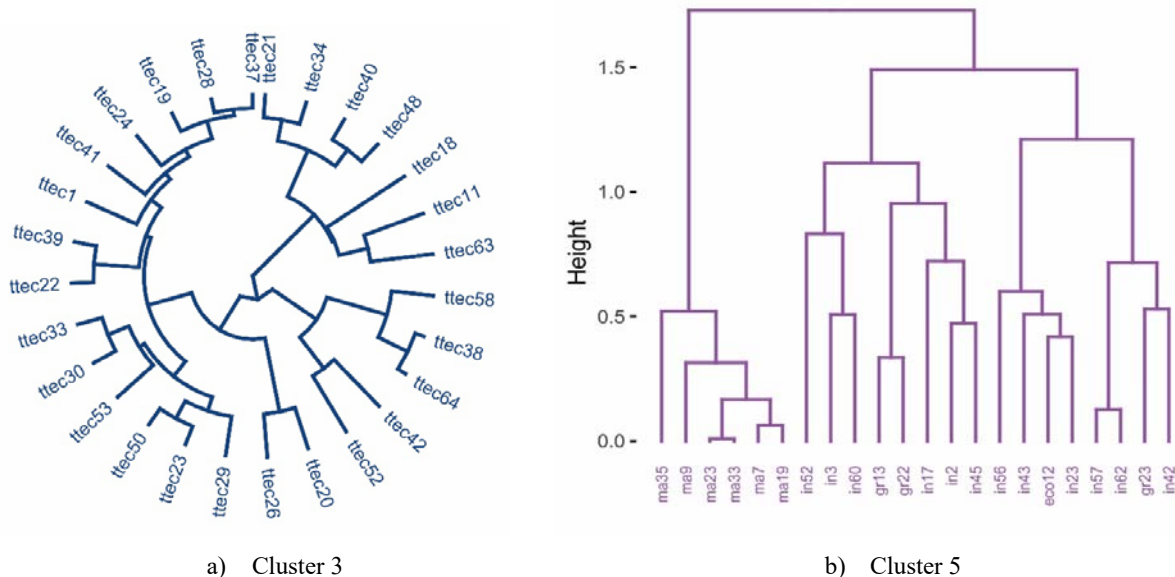 ttec37
ttec21
ttec34
ttec40
ttec48
ttec18
ttec11
ttec63
ttec58
ttec38
ttec64
ttec42
ttec52
ttec20
ttec26
ttec29
ttec23
ttec50
ttec53
ttec30
ttec33
ttec22
ttec39
ttec1
ttec41
ttec24
ttec19
ttec28
a) Cluster 3
Height
1.5
1.0
0.5
0.0
ma35
ma9
ma23
ma33
ma7
ma19
in52
in3
in60
gr13
gr22
in17
in2
in45
in56
in43
eco12
in23
in57
in62
gr23
in42
b) Cluster 5